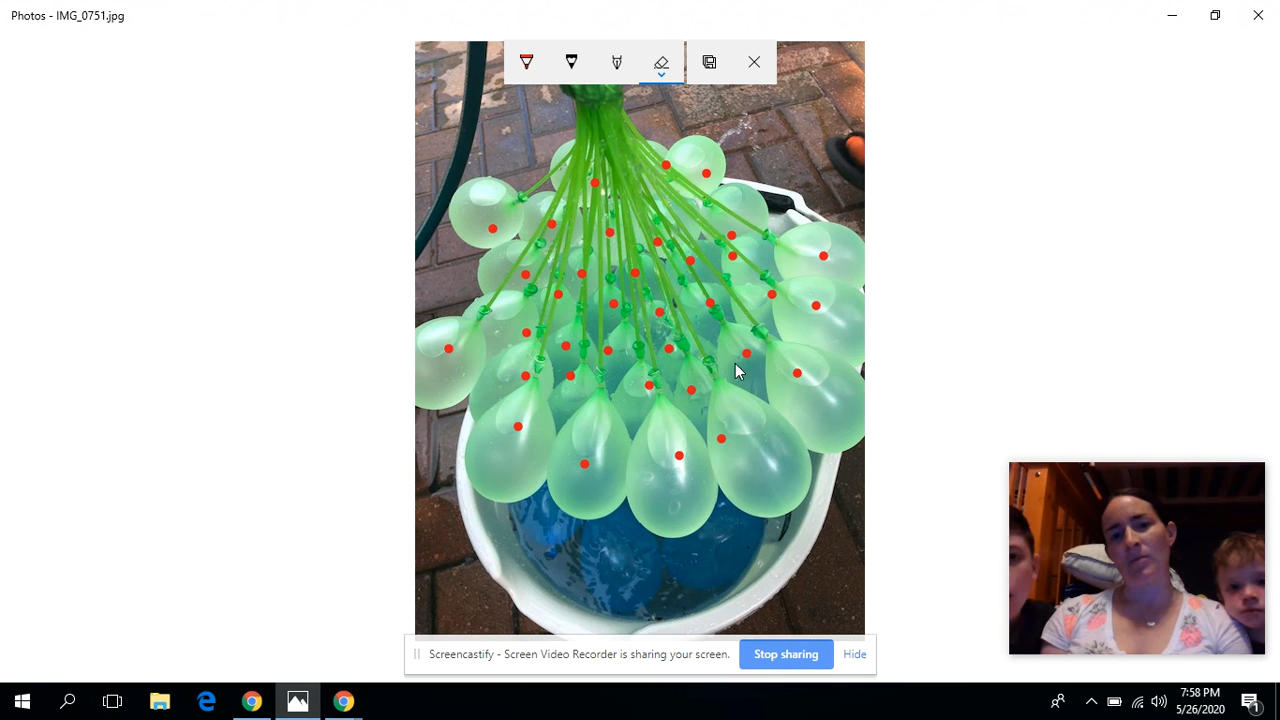 Photos - IMG_0751.jpg
Screencastify - Screen Video Recorder is sharing your screen.
Stop sharing
Hide
7:58 PM
5/26/2020
1